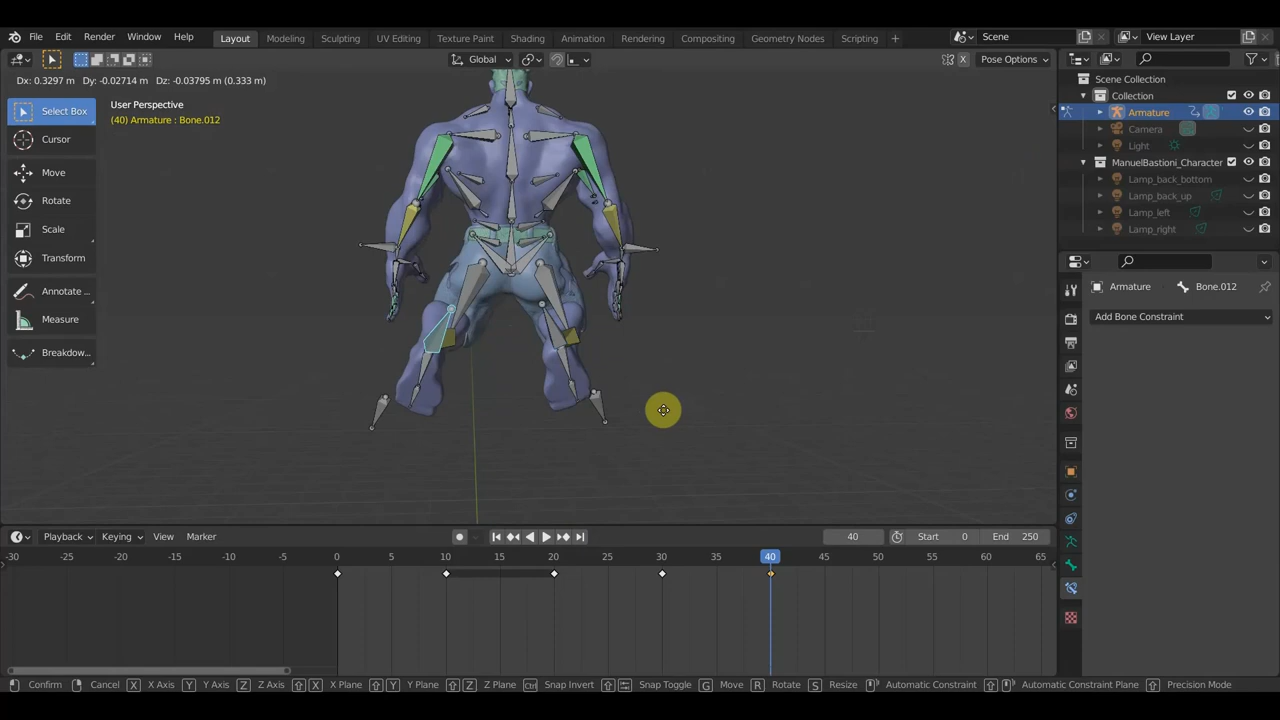 File Edit Render Window Help Layout Modeling Sculpting UV Editing Texture Paint Shading Animation Rendering Compositing Geometry Nodes Scripting + Scene View Layer
Global Pose Options
Dx: 0.3297 m Dy: -0.02714 m Dz: -0.03795 m (0.333 m)
User Perspective
(40) Armature : Bone.012
Select Box
Cursor
Move
Rotate
Scale
Transform
Annotate ...
Measure
Breakdow...
X
Scene Collection
Collection
Armature
Camera
Light
ManuelBastioni_Character
Lamp_back_bottom
Lamp_back_up
Lamp_left
Lamp_right
Armature Bone.012
Add Bone Constraint
Playback Keying View Marker 40 Start 0 End 250
-30 -25 -20 -15 -10 -5 0 5 10 15 20 25 30 35 40 45 50 55 60 65
Confirm Cancel X X Axis Y Y Axis Z Z Axis X X Plane Y Y Plane Z Z Plane Ctrl Snap Invert Snap Toggle G Move R Rotate S Resize Automatic Constraint Automatic Constraint Plane Precision Mode